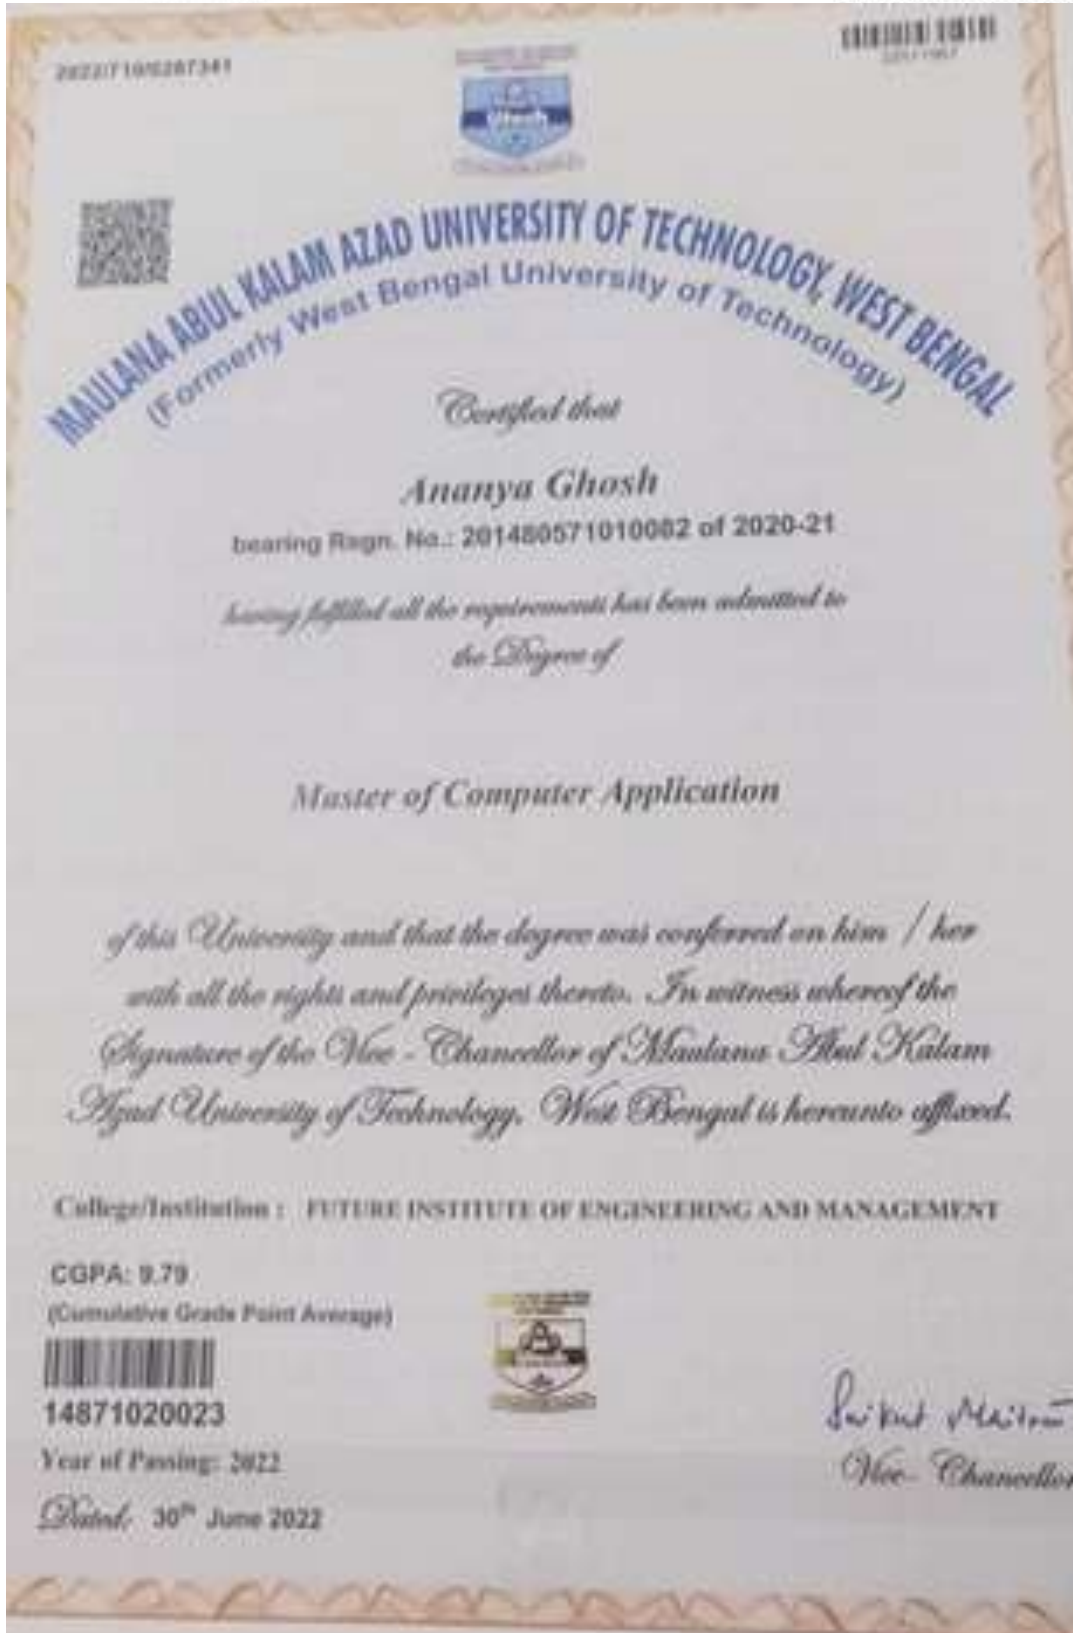 2022/710/0287341
MAULANA ABUL KALAM AZAD UNIVERSITY OF TECHNOLOGY, WEST BENGAL
(Formerly West Bengal University of Technology)
Certified that
Ananya Ghosh
bearing Regn. No.: 201480571010082 of 2020-21
having fulfilled all the requirements has been admitted to
the Degree of
Master of Computer Application
of this University and that the degree was conferred on him / her
with all the rights and privileges thereto. In witness whereof the
Signature of the Vice - Chancellor of Maulana Abul Kalam
Azad University of Technology, West Bengal is hereunto affixed.
College/Institution : FUTURE INSTITUTE OF ENGINEERING AND MANAGEMENT
CGPA: 9.79
(Cumulative Grade Point Average)
14871020023
Year of Passing: 2022
Dated: 30th June 2022
Saikat Maitra
Vice - Chancellor